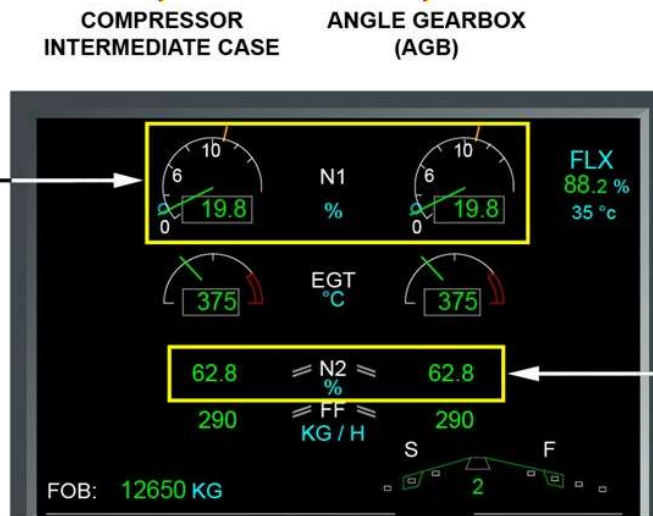 COMPRESSOR
INTERMEDIATE CASE
ANGLE GEARBOX
(AGB)
10 N1 10 FLX
6 6 88.2 %
19.8 % 19.8 35 °c
0 0
EGT
375 °C 375
62.8 N2 62.8
%
290 FF 290
KG / H
S F
2
FOB: 12650 KG